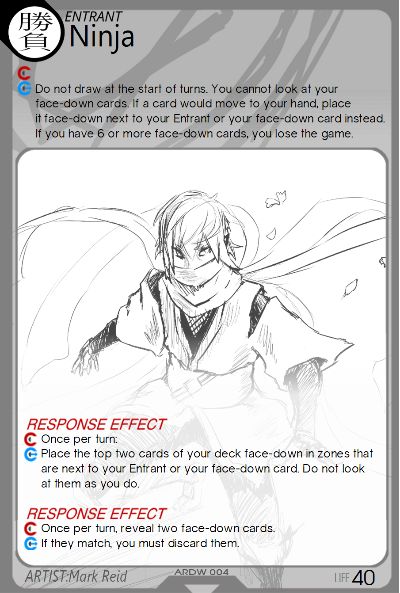 勝負
ENTRANT
Ninja
C
C Do not draw at the start of turns. You cannot look at your
face-down cards. If a card would move to your hand, place
it face-down next to your Entrant or your face-down card instead.
If you have 6 or more face-down cards, you lose the game.
RESPONSE EFFECT
C Once per turn:
C Place the top two cards of your deck face-down in zones that
are next to your Entrant or your face-down card. Do not look
at them as you do.
RESPONSE EFFECT
C Once per turn, reveal two face-down cards.
C If they match, you must discard them.
ARTIST:Mark Reid
ARDW 004
LIFE 40